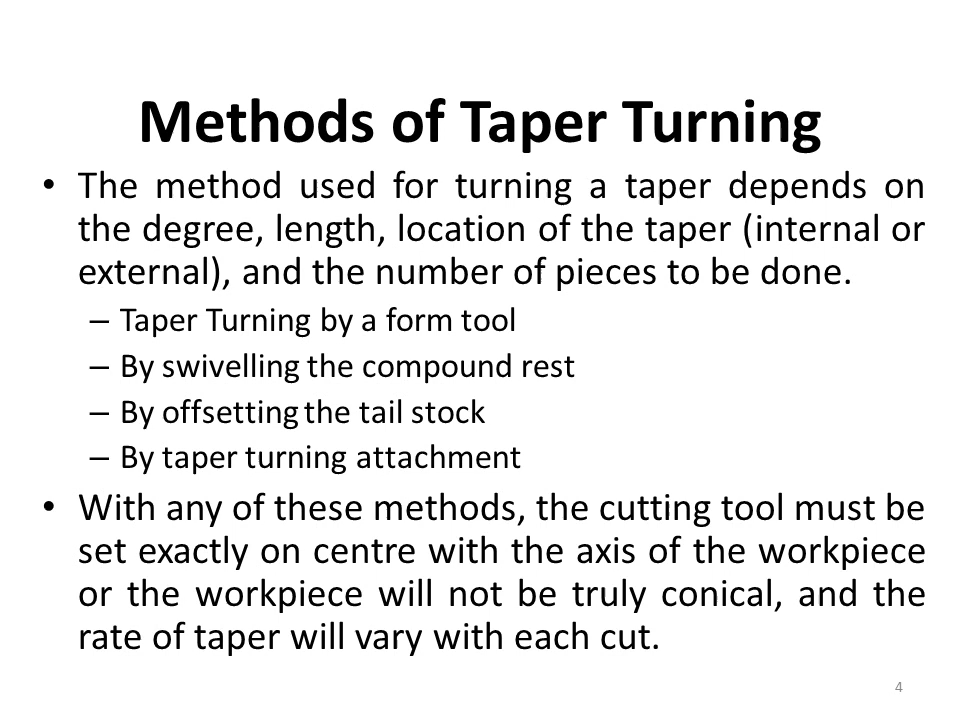 Methods of Taper Turning
• The method used for turning a taper depends on
the degree, length, location of the taper (internal or
external), and the number of pieces to be done.
– Taper Turning by a form tool
– By swivelling the compound rest
– By offsetting the tail stock
– By taper turning attachment
• With any of these methods, the cutting tool must be
set exactly on centre with the axis of the workpiece
or the workpiece will not be truly conical, and the
rate of taper will vary with each cut.
4